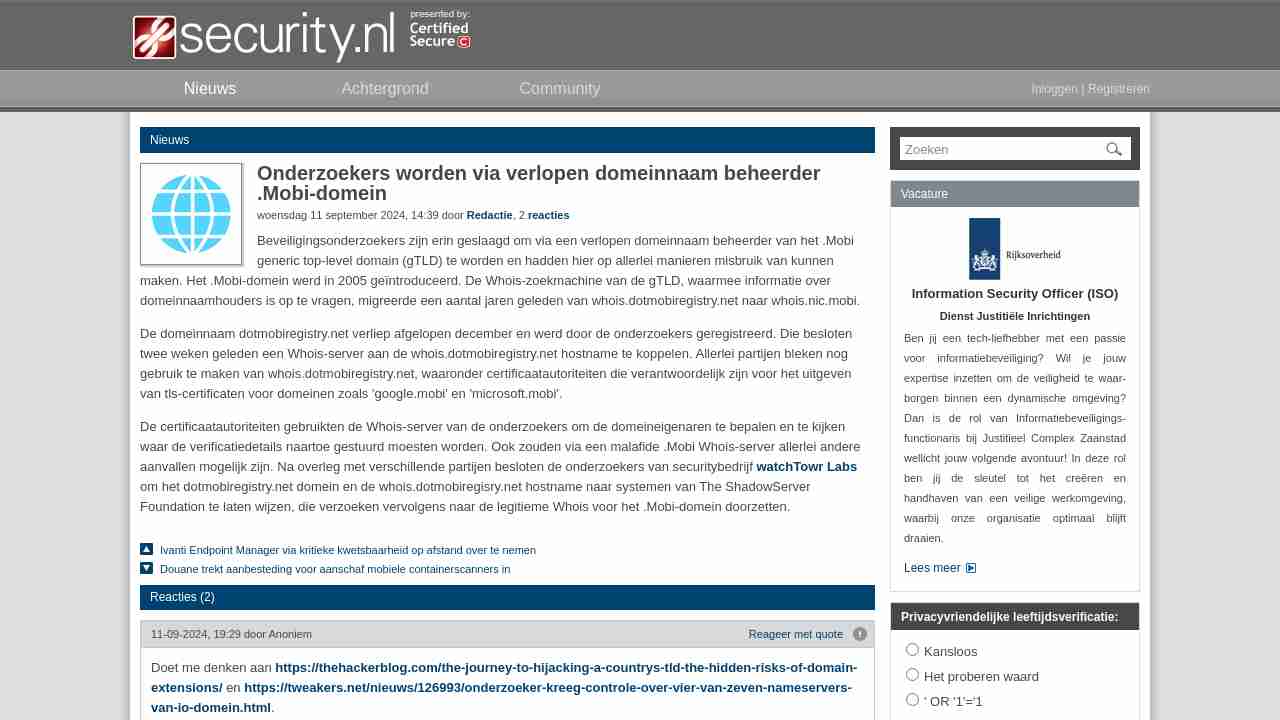 security.nl
presented by:
Certified
Secure
Nieuws
Achtergrond
Community
Inloggen | Registreren
Nieuws
Onderzoekers worden via verlopen domeinnaam beheerder
.Mobi-domein
woensdag 11 september 2024, 14:39 door Redactie, 2 reacties
Beveiligingsonderzoekers zijn erin geslaagd om via een verlopen domeinnaam beheerder van het .Mobi
generic top-level domain (gTLD) te worden en hadden hier op allerlei manieren misbruik van kunnen
maken. Het .Mobi-domein werd in 2005 geïntroduceerd. De Whois-zoekmachine van de gTLD, waarmee informatie over
domeinnaamhouders is op te vragen, migreerde een aantal jaren geleden van whois.dotmobiregistry.net naar whois.nic.mobi.
De domeinnaam dotmobiregistry.net verliep afgelopen december en werd door de onderzoekers geregistreerd. Die besloten
twee weken geleden een Whois-server aan de whois.dotmobiregistry.net hostname te koppelen. Allerlei partijen bleken nog
gebruik te maken van whois.dotmobiregistry.net, waaronder certificaatautoriteiten die verantwoordelijk zijn voor het uitgeven
van tls-certificaten voor domeinen zoals 'google.mobi' en 'microsoft.mobi'.
De certificaatautoriteiten gebruikten de Whois-server van de onderzoekers om de domeineigenaren te bepalen en te kijken
waar de verificatiedetails naartoe gestuurd moesten worden. Ook zouden via een malafide .Mobi Whois-server allerlei andere
aanvallen mogelijk zijn. Na overleg met verschillende partijen besloten de onderzoekers van securitybedrijf watchTowr Labs
om het dotmobiregistry.net domein en de whois.dotmobiregisry.net hostname naar systemen van The ShadowServer
Foundation te laten wijzen, die verzoeken vervolgens naar de legitieme Whois voor het .Mobi-domein doorzetten.
Ivanti Endpoint Manager via kritieke kwetsbaarheid op afstand over te nemen
Douane trekt aanbesteding voor aanschaf mobiele containerscanners in
Reacties (2)
11-09-2024, 19:29 door Anoniem
Reageer met quote
Doet me denken aan https://thehackerblog.com/the-journey-to-hijacking-a-countrys-tld-the-hidden-risks-of-domain-
extensions/ en https://tweakers.net/nieuws/126993/onderzoeker-kreeg-controle-over-vier-van-zeven-nameservers-
van-io-domein.html.
Zoeken
Vacature
Rijksoverheid
Information Security Officer (ISO)
Dienst Justitiële Inrichtingen
Ben jij een tech-liefhebber met een passie
voor informatiebeveiliging? Wil je jouw
expertise inzetten om de veiligheid te waar-
borgen binnen een dynamische omgeving?
Dan is de rol van Informatiebeveiligings-
functionaris bij Justitieel Complex Zaanstad
wellicht jouw volgende avontuur! In deze rol
ben jij de sleutel tot het creëren en
handhaven van een veilige werkomgeving,
waarbij onze organisatie optimaal blijft
draaien.
Lees meer
Privacyvriendelijke leeftijdsverificatie:
Kansloos
Het proberen waard
' OR '1'='1